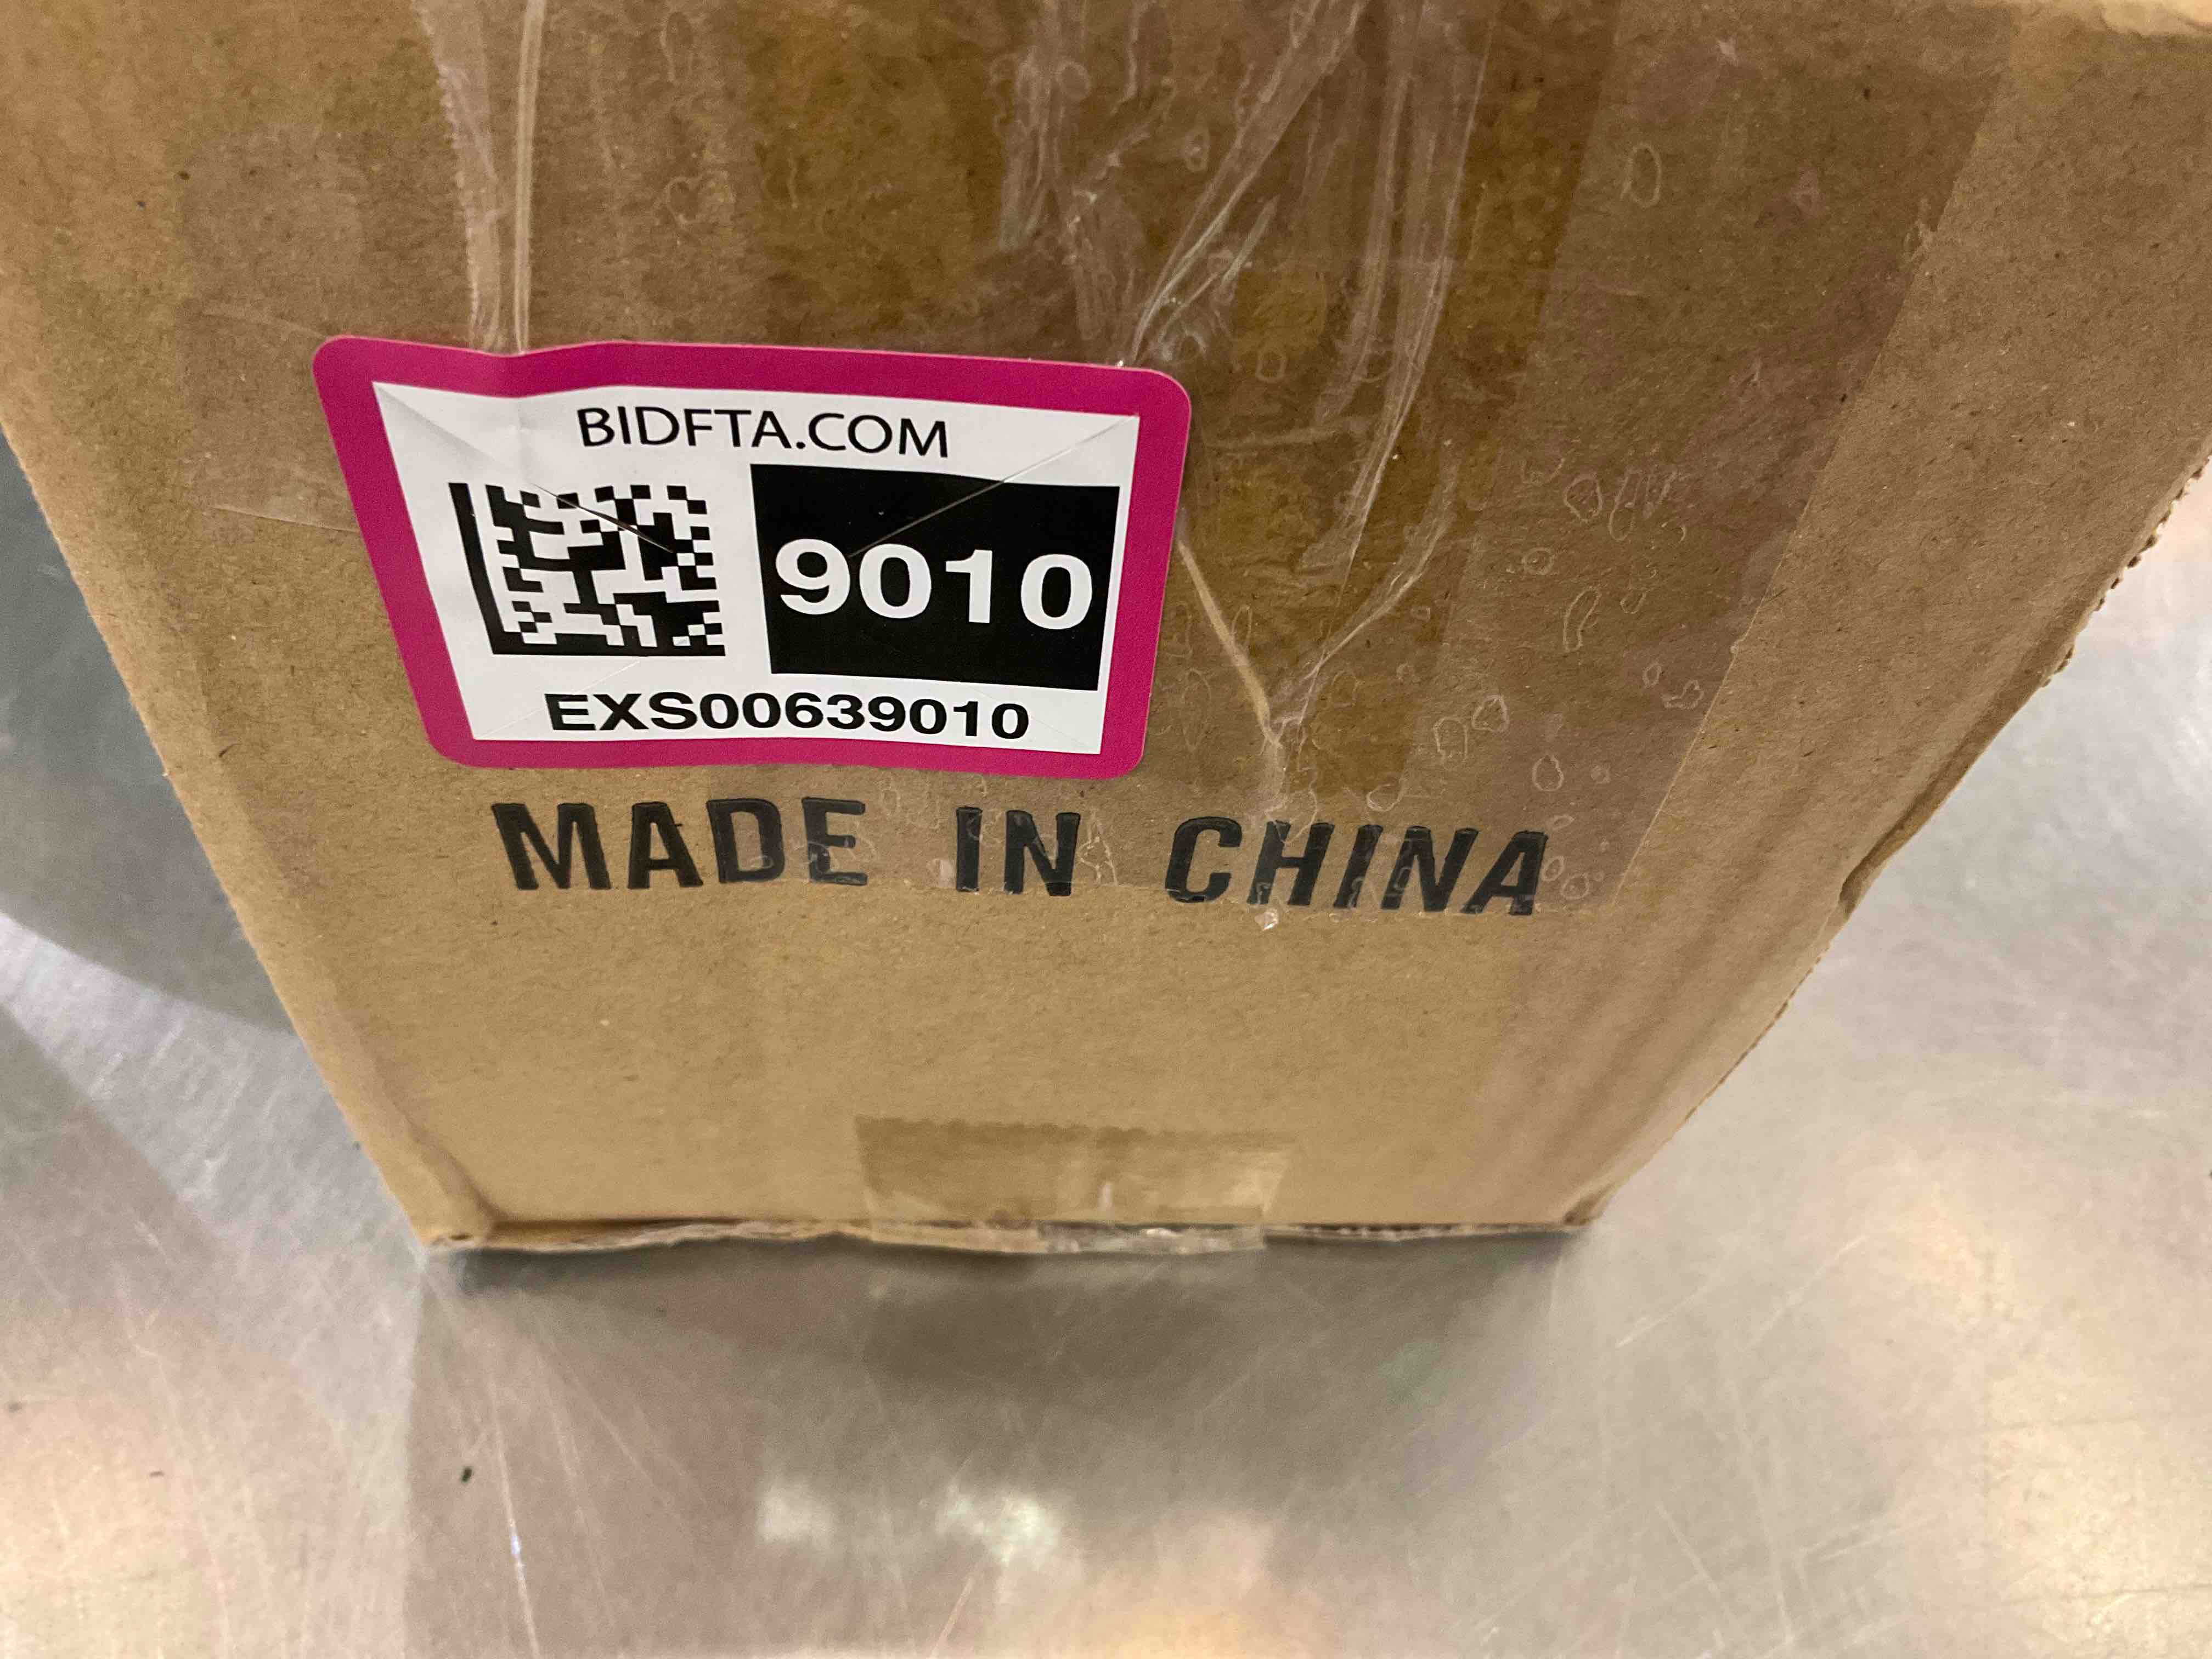 BIDFTA.COM
9010
EXS00639010
MADE IN CHINA